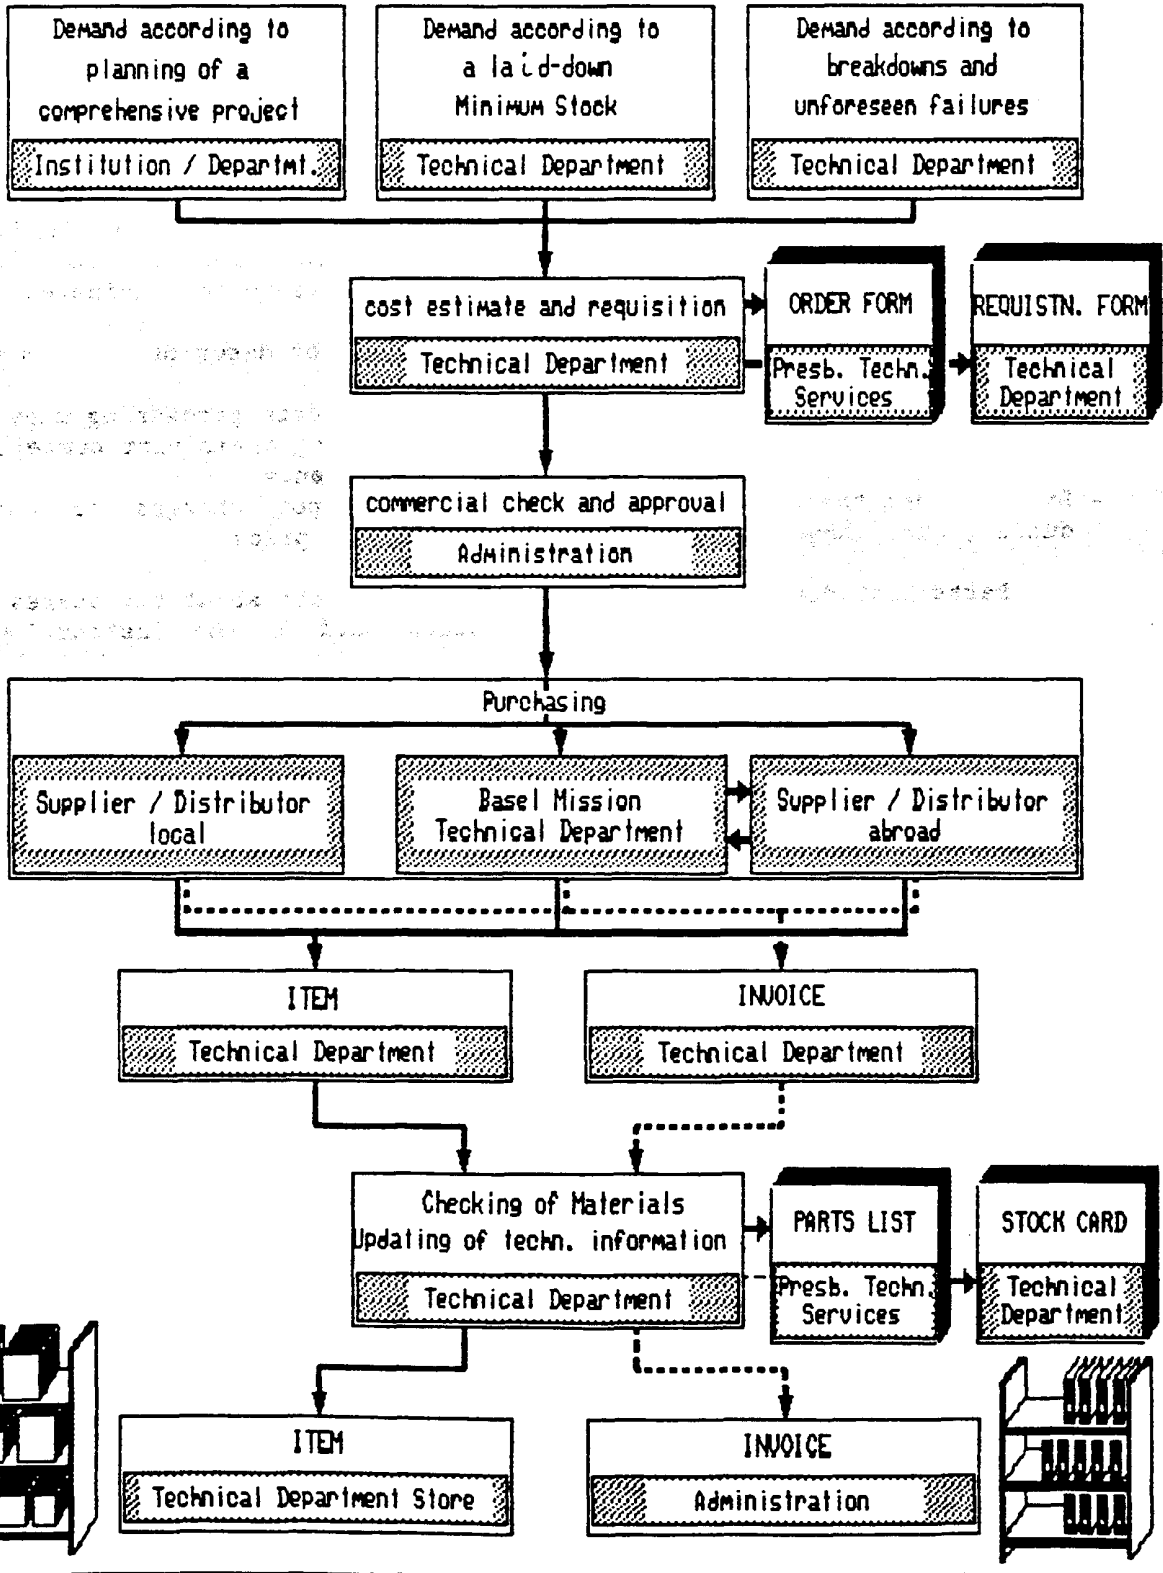 Demand according to
planning of a
comprehensive project
Institution / Departmt.
Demand according to
a laid-down
Minimum Stock
Technical Department
Demand according to
breakdowns and
unforeseen failures
Technical Department
cost estimate and requisition
Technical Department
ORDER FORM
Presb. Techn.
Services
REQUISTN. FORM
Technical
Department
commercial check and approval
Administration
Purchasing
Supplier / Distributor
local
Basel Mission
Technical Department
Supplier / Distributor
abroad
ITEM
Technical Department
INVOICE
Technical Department
Checking of Materials
Updating of techn. information
Technical Department
PARTS LIST
Presb. Techn.
Services
STOCK CARD
Technical
Department
ITEM
Technical Department Store
INVOICE
Administration